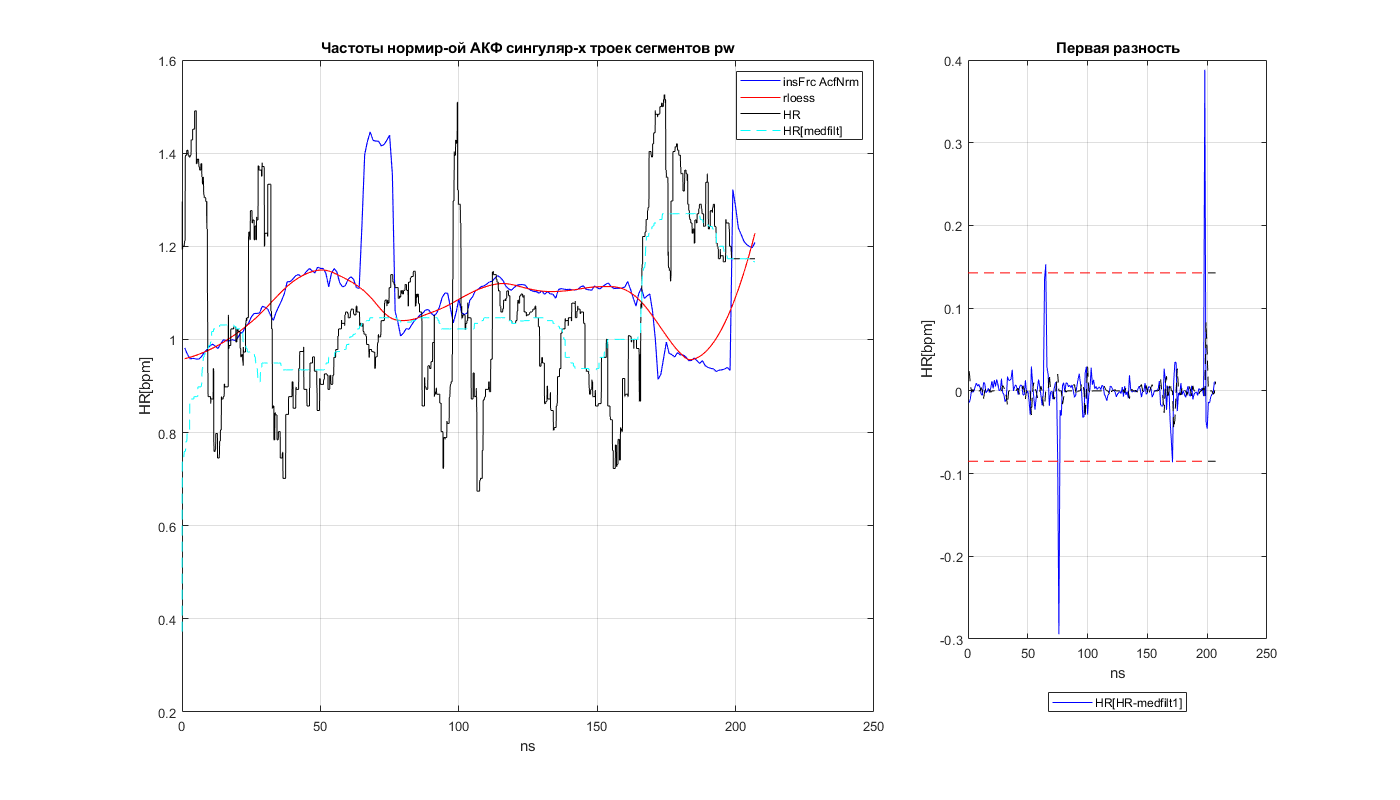 Частоты нормир-ой АКФ сингуляр-х троек сегментов pw
1.6
1.4
1.2
1
0.8
0.6
0.4
0.2
HR[bpm]
0
50
100
150
200
250
ns
insFrc AcfNrm
rloess
HR
HR[medfilt]
Первая разность
0.4
0.3
0.2
0.1
0
-0.1
-0.2
-0.3
HR[bpm]
0
50
100
150
200
250
ns
HR[HR-medfilt1]